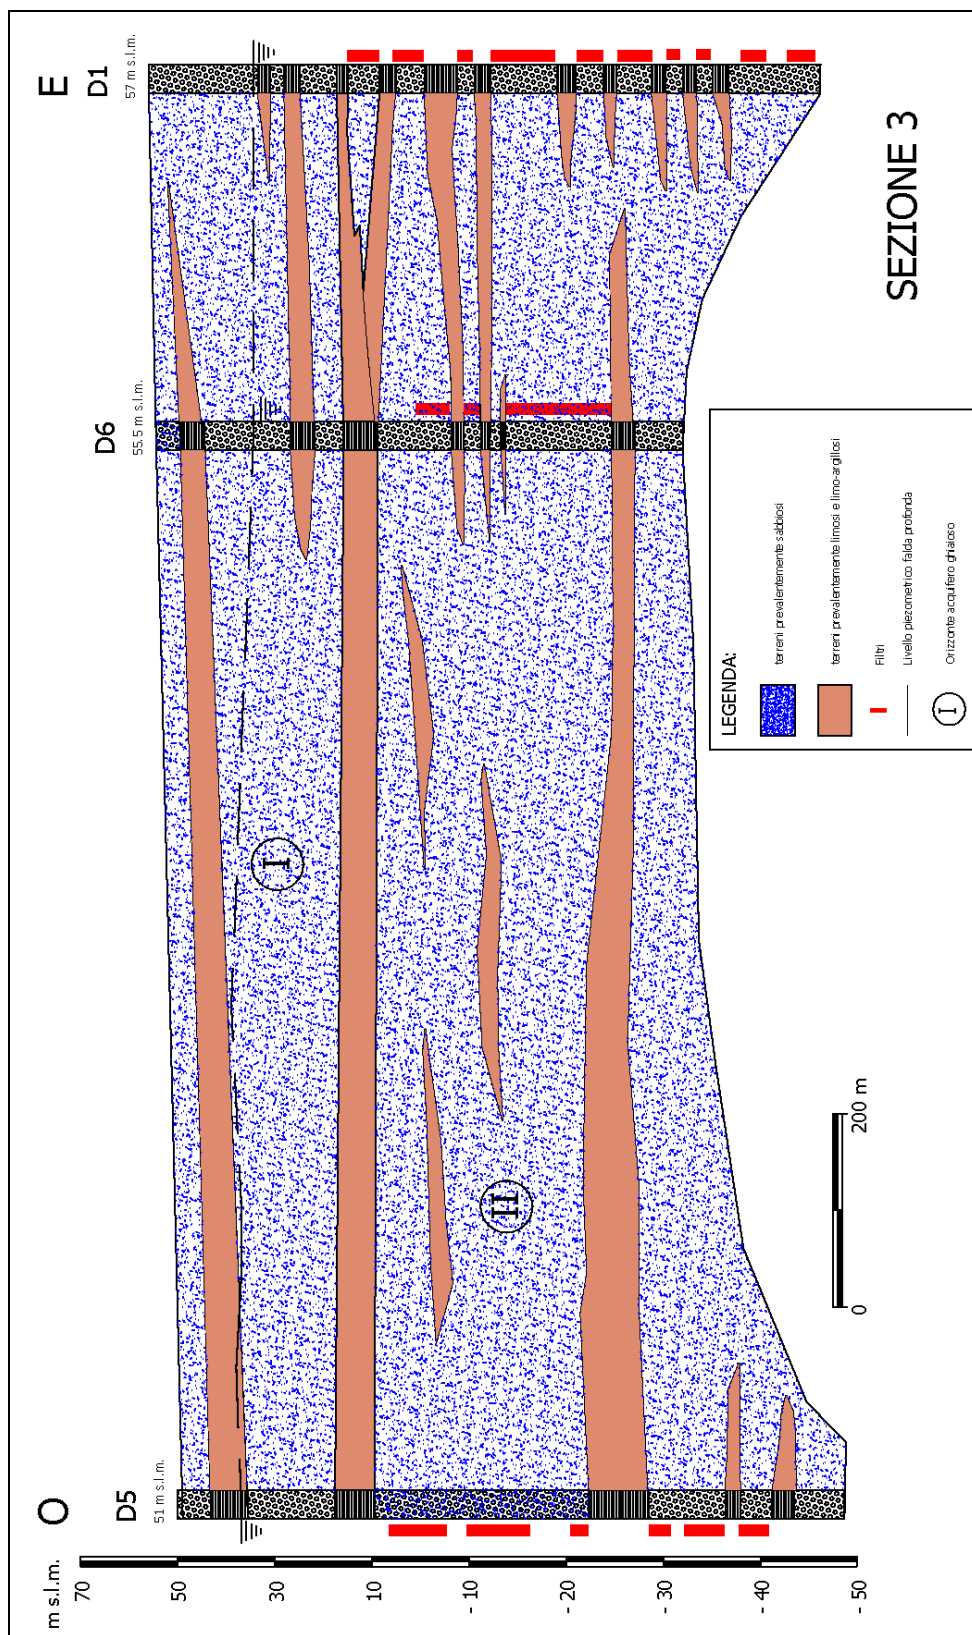 SEZIONE 3
O
E
D5
51 m s.l.m.
D6
55.5 m s.l.m.
D1
57 m s.l.m.
m s.l.m.
70
50
30
10
- 10
- 20
- 30
- 40
- 50
I
II
0
200 m
LEGENDA:
terreni prevalentemente sabbiosi
terreni prevalentemente limosi e limo-argillosi
Filtri
Livello piezometrico falda profonda
I
Orizzonte acquifero ghiaioso